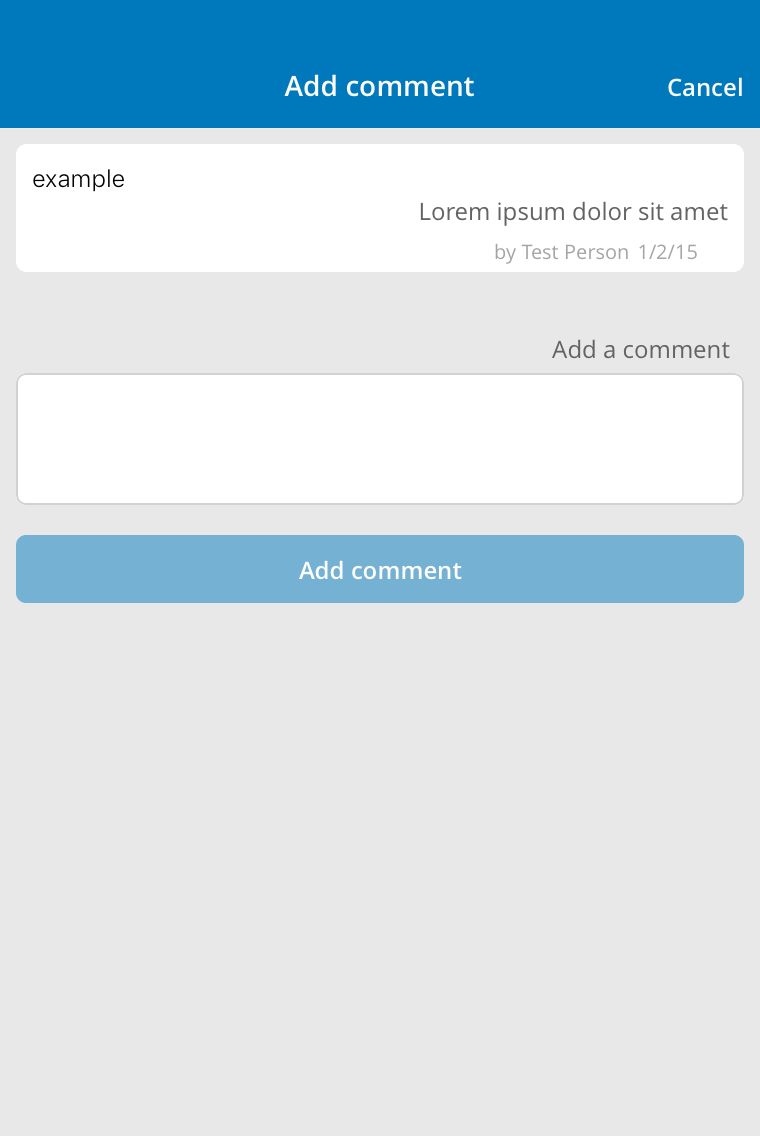 Add comment
Cancel
example
Lorem ipsum dolor sit amet
by Test Person 1/2/15
Add a comment
Add comment